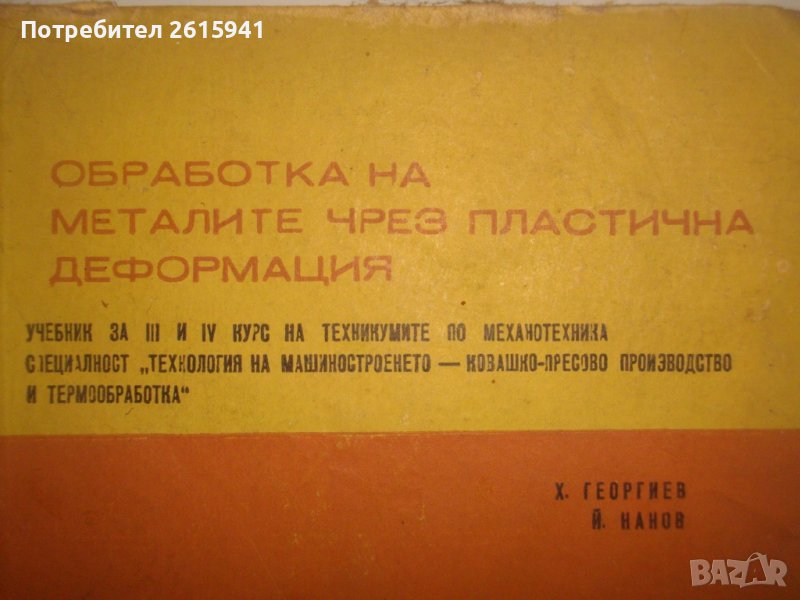 Потребител 2615941
ОБРАБОТКА НА
МЕТАЛИТЕ ЧРЕЗ ПЛАСТИЧНА
ДЕФОРМАЦИЯ
УЧЕБНИК ЗА III И IV КУРС НА ТЕХНИКУМИТЕ ПО МЕХАНОТЕХНИКА
СПЕЦИАЛНОСТ „ТЕХНОЛОГИЯ НА МАШИНОСТРОЕНЕТО — КОВАШКО-ПРЕСОВО ПРОИЗВОДСТВО
И ТЕРМООБРАБОТКА“
Х. ГЕОРГИЕВ
Й. НАНОВ
BAZAR